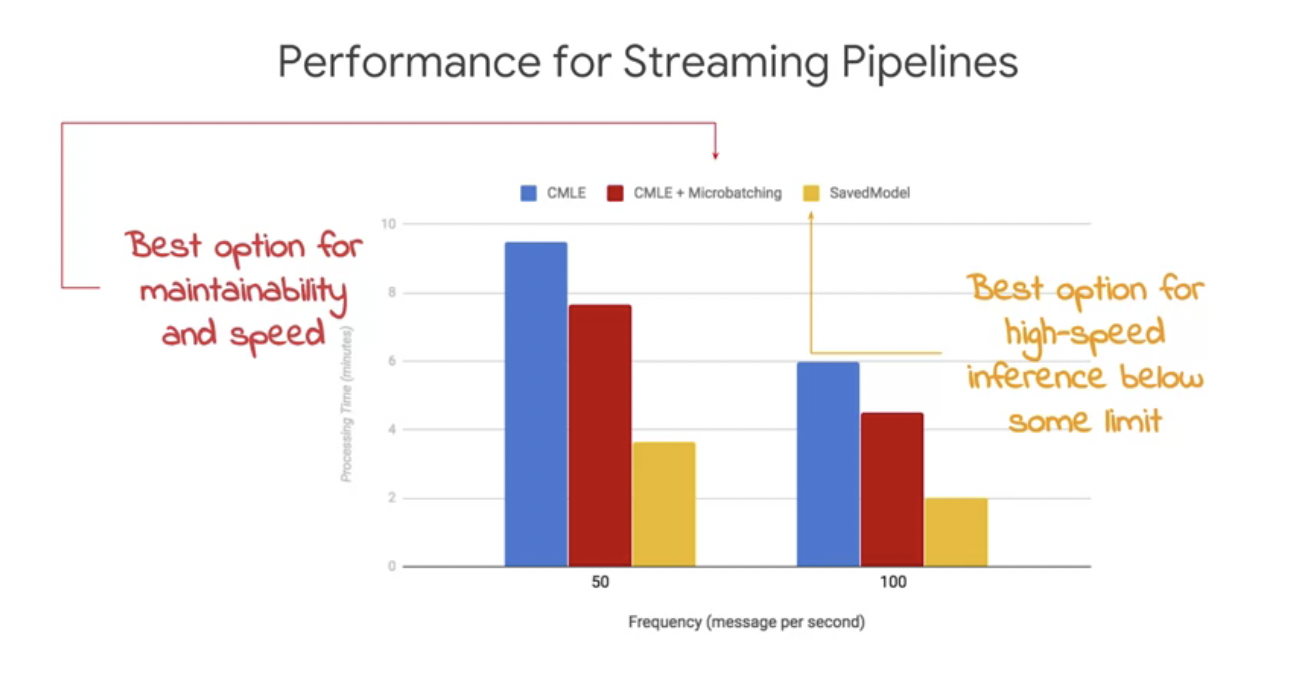 Performance for Streaming Pipelines
CMLE
CMLE + Microbatching
SavedModel
Best option for
maintainability
and speed
Best option for
high-speed
inference below
some limit
Processing Time (minutes)
10
8
6
4
2
0
50
100
Frequency (message per second)